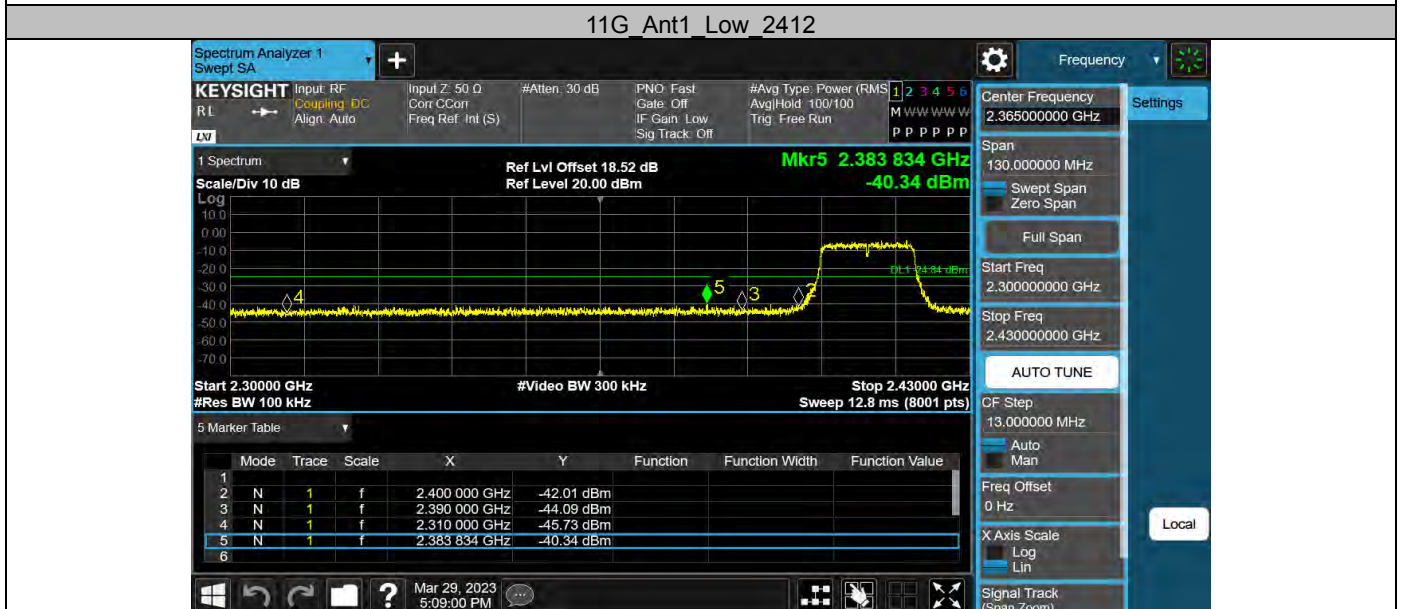 11G_Ant1_Low_2412
Spectrum Analyzer 1
Swept SA
+
Frequency
KEYSIGHT
RL
LXI
Input: RF
Coupling: DC
Align: Auto
Input Z: 50 Ω
Corr CCorr
Freq Ref: Int (S)
#Atten: 30 dB
PNO: Fast
Gate: Off
IF Gain: Low
Sig Track: Off
#Avg Type: Power (RMS
Avg|Hold: 100/100
Trig: Free Run
1 2 3 4 5 6
M W W W W W
P P P P P P
Center Frequency
2.365000000 GHz
Settings
1 Spectrum
Scale/Div 10 dB
Ref Lvl Offset 18.52 dB
Ref Level 20.00 dBm
Mkr5 2.383 834 GHz
-40.34 dBm
Log
10.0
0.00
-10.0
-20.0
-30.0
-40.0
-50.0
-60.0
-70.0
DL1 -24.84 dBm
4
5
3
2
Start 2.30000 GHz
#Video BW 300 kHz
Stop 2.43000 GHz
#Res BW 100 kHz
Sweep 12.8 ms (8001 pts)
Span
130.000000 MHz
Swept Span
Zero Span
Full Span
Start Freq
2.300000000 GHz
Stop Freq
2.430000000 GHz
AUTO TUNE
CF Step
13.000000 MHz
Auto
Man
Freq Offset
0 Hz
X Axis Scale
Log
Lin
Signal Track
(Span Zoom)
Local
5 Marker Table
Mode Trace Scale X Y Function Function Width Function Value
1
2 N 1 f 2.400 000 GHz -42.01 dBm
3 N 1 f 2.390 000 GHz -44.09 dBm
4 N 1 f 2.310 000 GHz -45.73 dBm
5 N 1 f 2.383 834 GHz -40.34 dBm
6
?
Mar 29, 2023
5:09:00 PM